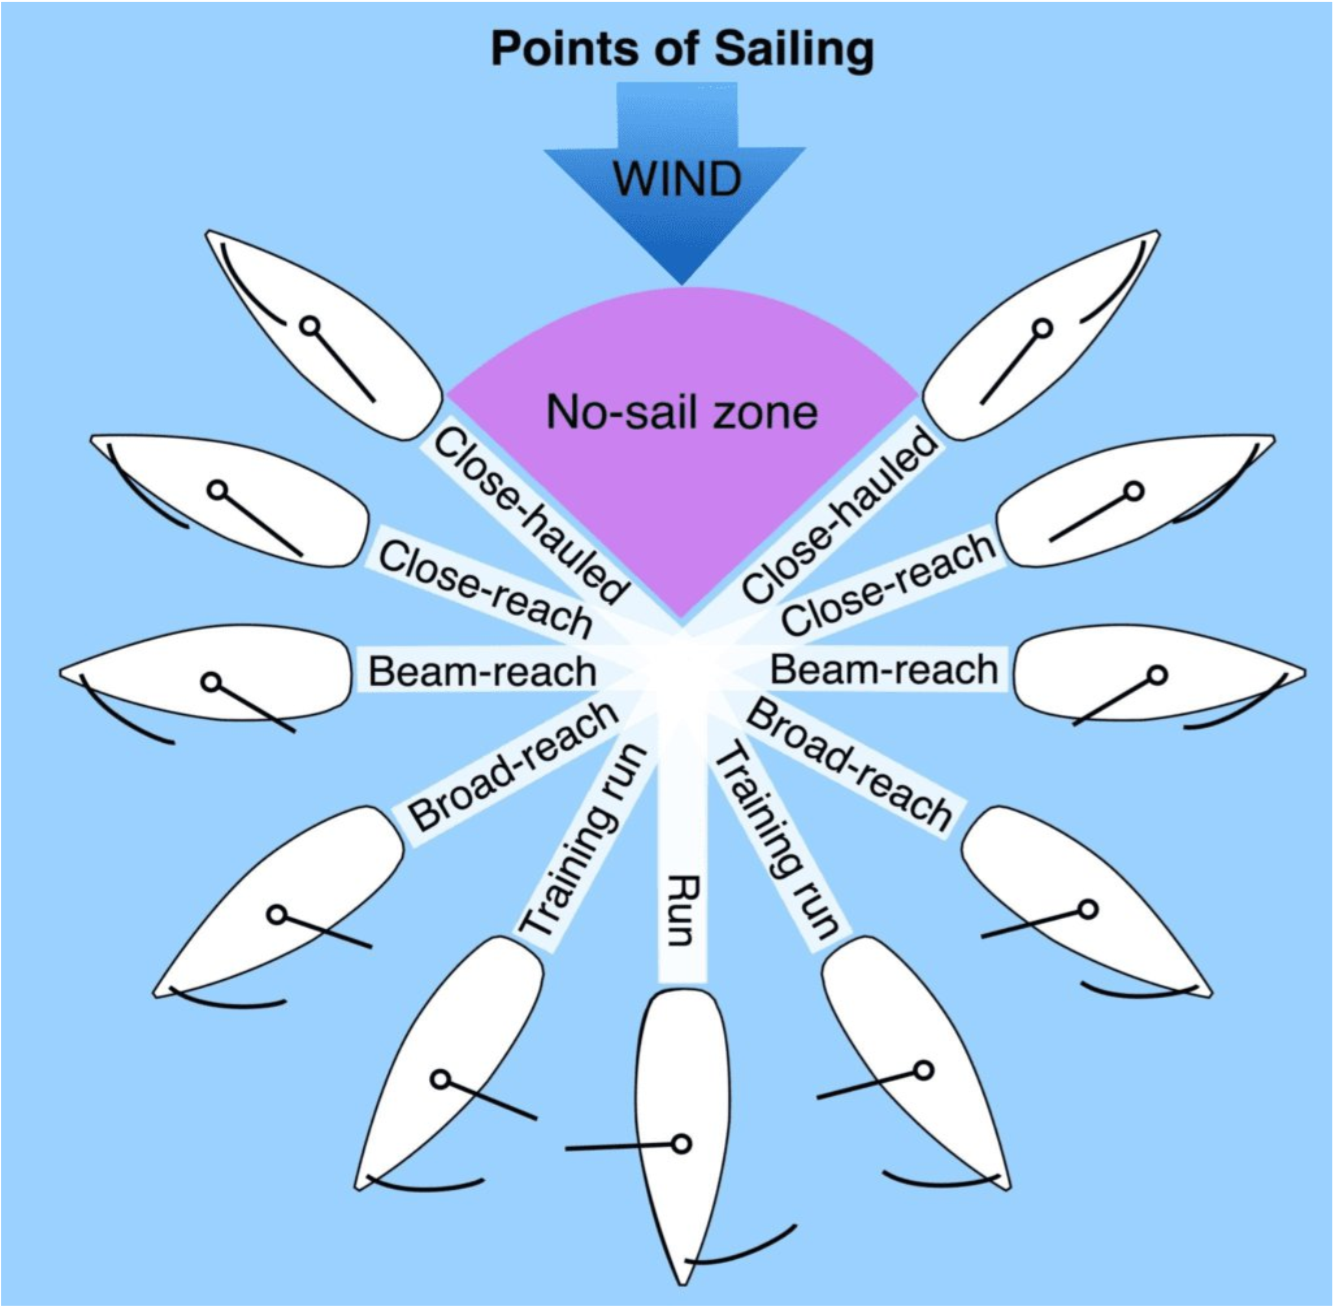 Points of Sailing
WIND
No-sail zone
Close-hauled
Close-hauled
Close-reach
Close-reach
Beam-reach
Beam-reach
Broad-reach
Broad-reach
Training run
Training run
Run